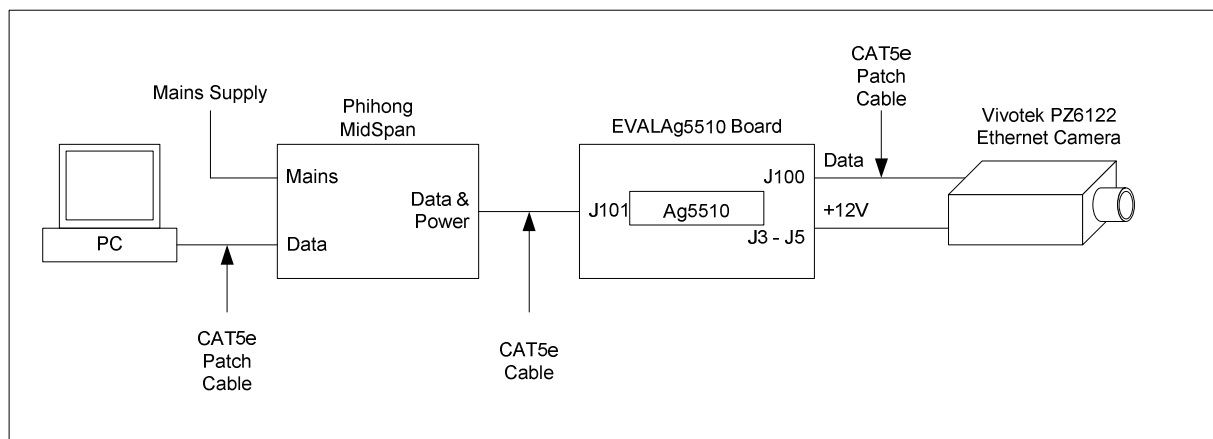 Mains Supply
PC
CAT5e
Patch
Cable
Phihong
MidSpan
Mains
Data
Data &
Power
CAT5e
Cable
EVALAg5510 Board
J101
Ag5510
J100
J3 - J5
Data
+12V
CAT5e
Patch
Cable
Vivotek PZ6122
Ethernet Camera